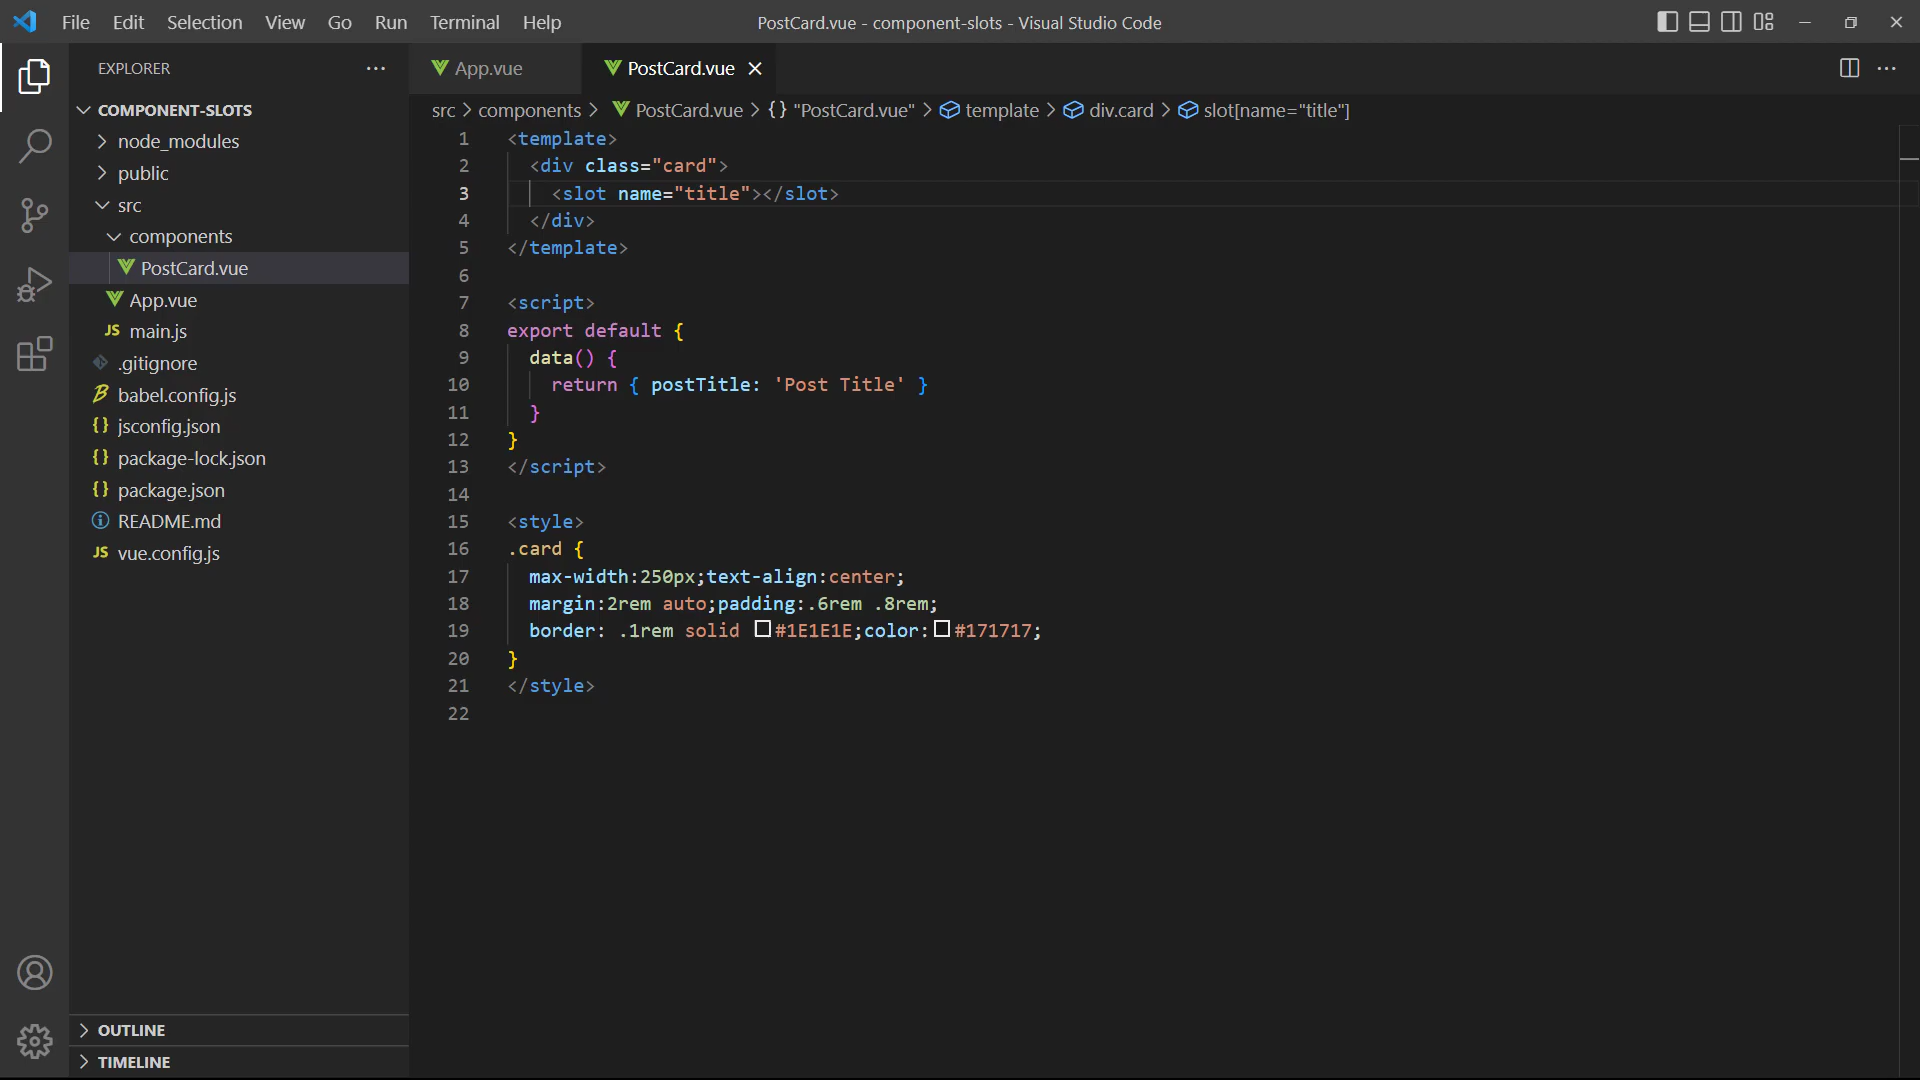 File Edit Selection View Go Run Terminal Help
PostCard.vue - component-slots - Visual Studio Code
EXPLORER
COMPONENT-SLOTS
node_modules
public
src
components
PostCard.vue
App.vue
JS main.js
.gitignore
babel.config.js
{} jsconfig.json
{} package-lock.json
{} package.json
README.md
JS vue.config.js
OUTLINE
TIMELINE
App.vue
PostCard.vue
src > components > PostCard.vue > {} "PostCard.vue" > template > div.card > slot[name="title"]
1 <template>
2 <div class="card">
3 <slot name="title"></slot>
4 </div>
5 </template>
6
7 <script>
8 export default {
9 data() {
10 return { postTitle: 'Post Title' }
11 }
12 }
13 </script>
14
15 <style>
16 .card {
17 max-width:250px;text-align:center;
18 margin:2rem auto;padding:.6rem .8rem;
19 border: .1rem solid #1E1E1E;color:#171717;
20 }
21 </style>
22